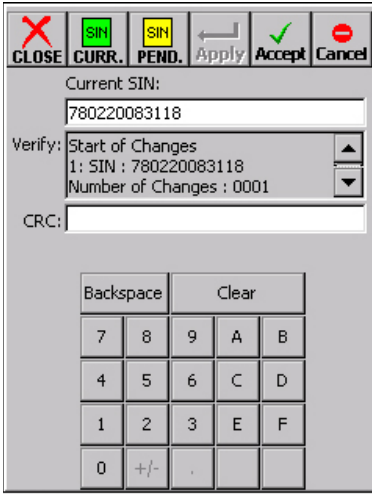 SIN SIN
CLOSE CURR. PEND. Apply Accept Cancel
Current SIN:
780220083118
Verify: Start of Changes
1: SIN : 780220083118
Number of Changes : 0001
CRC:
Backspace Clear
7 8 9 A B
4 5 6 C D
1 2 3 E F
0 +/- .